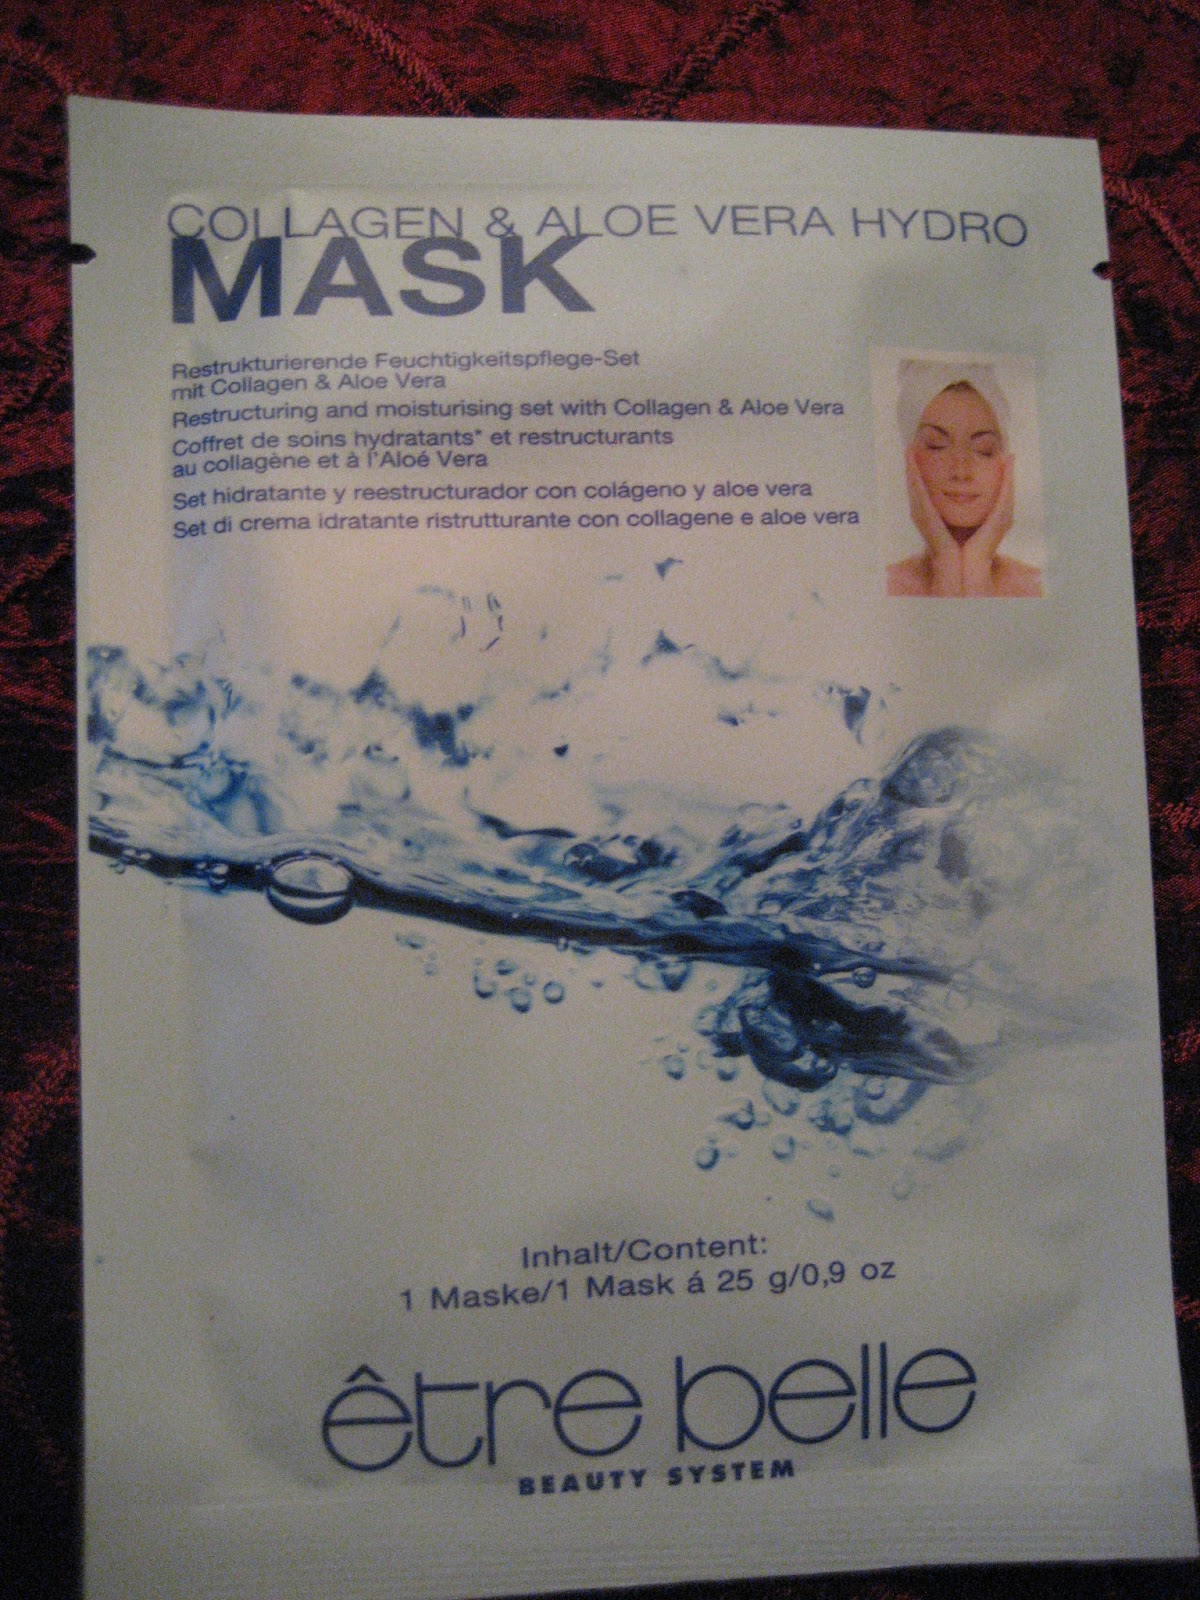 COLLAGEN & ALOE VERA HYDRO
MASK
Restrukturierende Feuchtigkeitspflege-Set
mit Collagen & Aloe Vera
Restructuring and moisturising set with Collagen & Aloe Vera
Coffret de soins hydratants* et restructurants
au collagène et à l'Aloé Vera
Set hidratante y reestructurador con colágeno y aloe vera
Set di crema idratante ristrutturante con collagene e aloe vera
Inhalt/Content:
1 Maske/1 Mask á 25 g/0,9 oz
être belle
BEAUTY SYSTEM